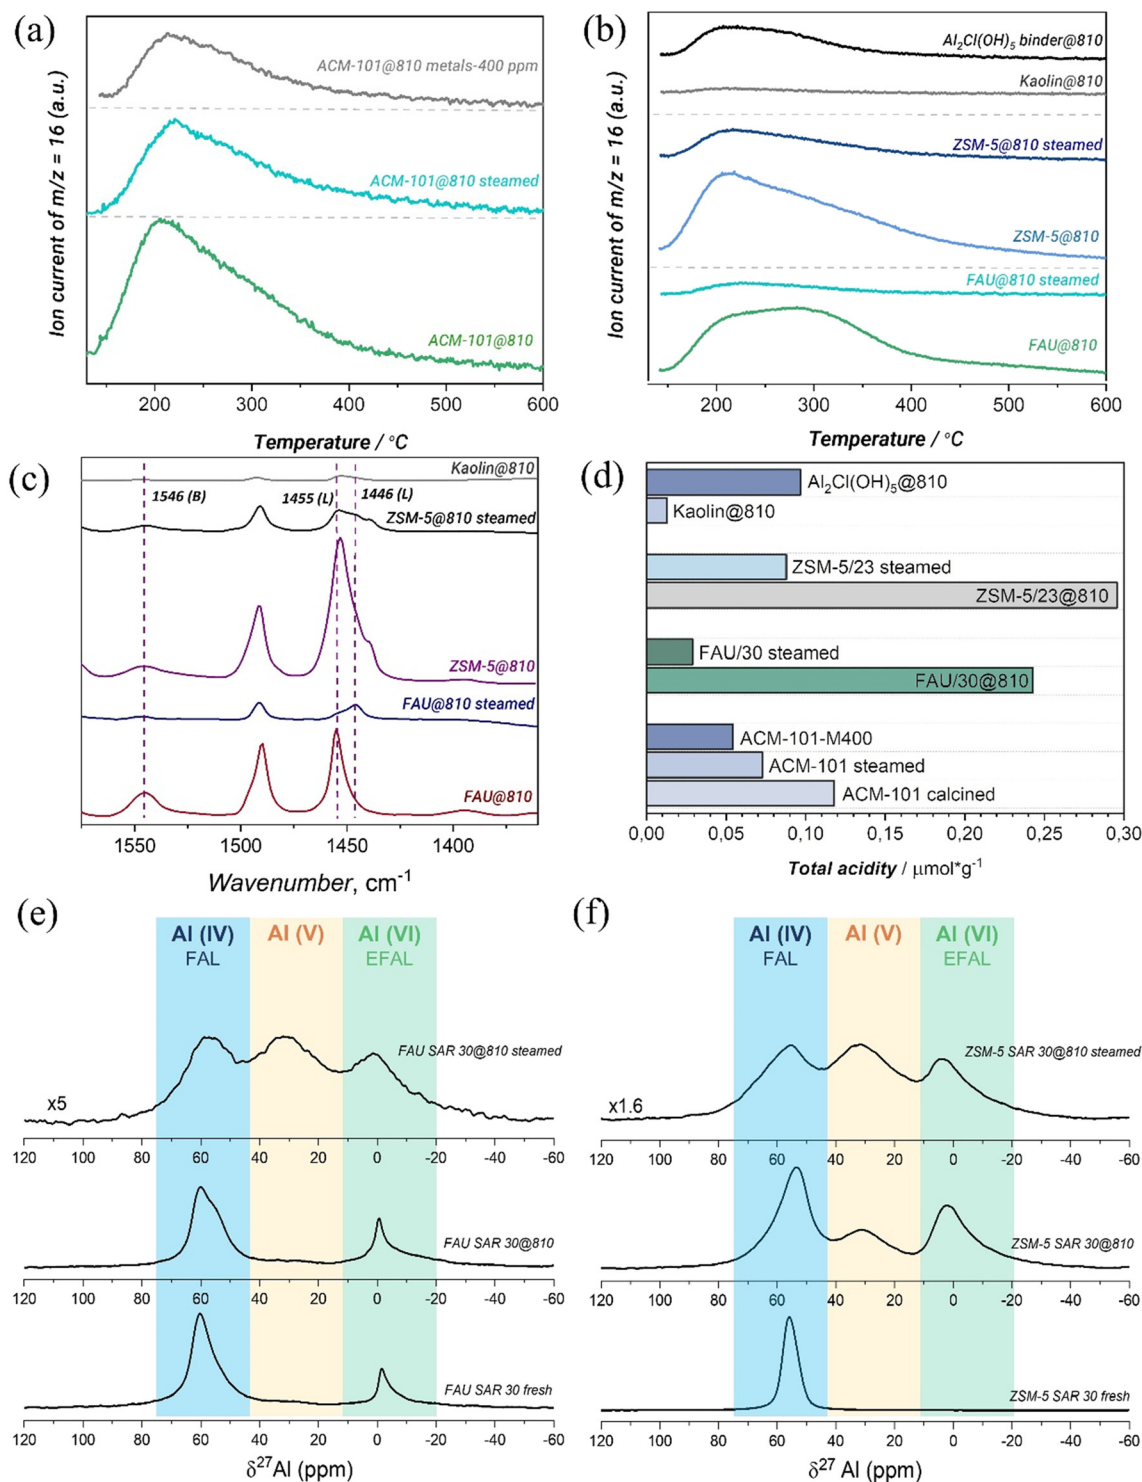 (a)
Ion current of m/z = 16 (a.u.)
ACM-101@810 metals-400 ppm
ACM-101@810 steamed
ACM-101@810
200 300 400 500 600
Temperature / °C
(b)
Ion current of m/z = 16 (a.u.)
Al₂Cl(OH)₅ binder@810
Kaolin@810
ZSM-5@810 steamed
ZSM-5@810
FAU@810 steamed
FAU@810
200 300 400 500 600
Temperature / °C
(c)
Kaolin@810
1546 (B) 1455 (L) 1446 (L)
ZSM-5@810 steamed
ZSM-5@810
FAU@810 steamed
FAU@810
1550 1500 1450 1400
Wavenumber, cm⁻¹
(d)
Al₂Cl(OH)₅@810
Kaolin@810
ZSM-5/23 steamed
ZSM-5/23@810
FAU/30 steamed
FAU/30@810
ACM-101-M400
ACM-101 steamed
ACM-101 calcined
0,00 0,05 0,10 0,15 0,20 0,25 0,30
Total acidity / μmol*g⁻¹
(e)
Al (IV) Al (V) Al (VI)
FAL EFAL
FAU SAR 30@810 steamed
x5
120 100 80 60 40 20 0 -20 -40 -60
FAU SAR 30@810
120 100 80 60 40 20 0 -20 -40 -60
FAU SAR 30 fresh
120 100 80 60 40 20 0 -20 -40 -60
δ²⁷Al (ppm)
(f)
Al (IV) Al (V) Al (VI)
FAL EFAL
ZSM-5 SAR 30@810 steamed
x1.6
120 100 80 60 40 20 0 -20 -40 -60
ZSM-5 SAR 30@810
120 100 80 60 40 20 0 -20 -40 -60
ZSM-5 SAR 30 fresh
120 100 80 60 40 20 0 -20 -40 -60
δ²⁷ Al (ppm)